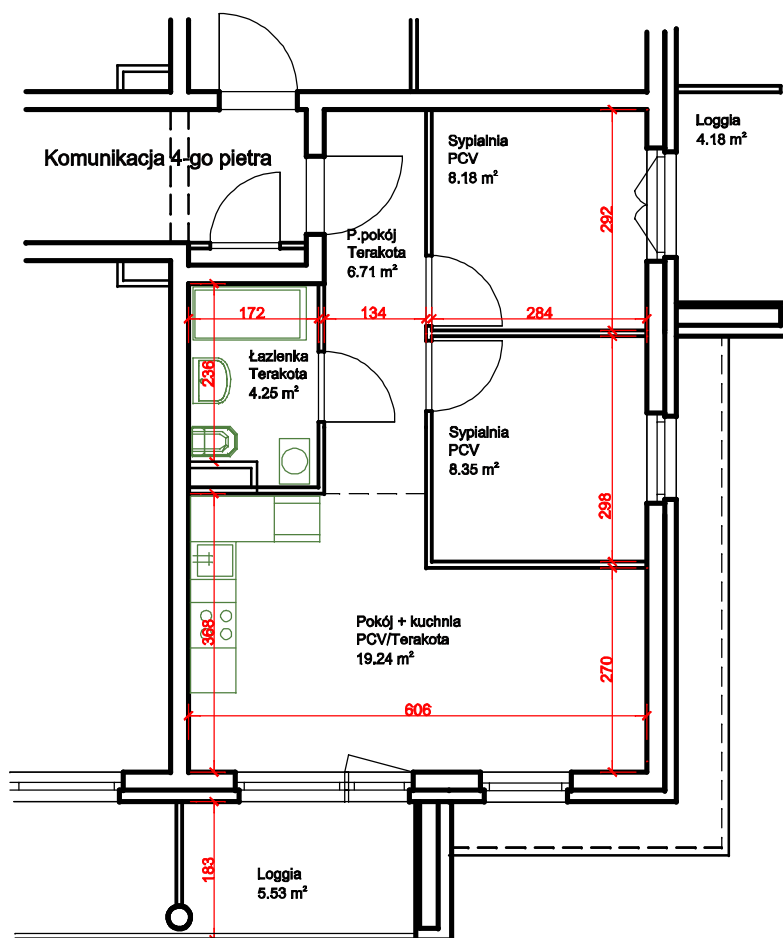 Loggia
4.18 m²
Sypialnia
PCV
8.18 m²
Komunikacja 4-go pietra
292
P.pokój
Terakota
6.71 m²
172
134
284
Łazienka
Terakota
4.25 m²
236
Sypialnia
PCV
8.35 m²
298
368
Pokój + kuchnia
PCV/Terakota
19.24 m²
270
606
183
Loggia
5.53 m²